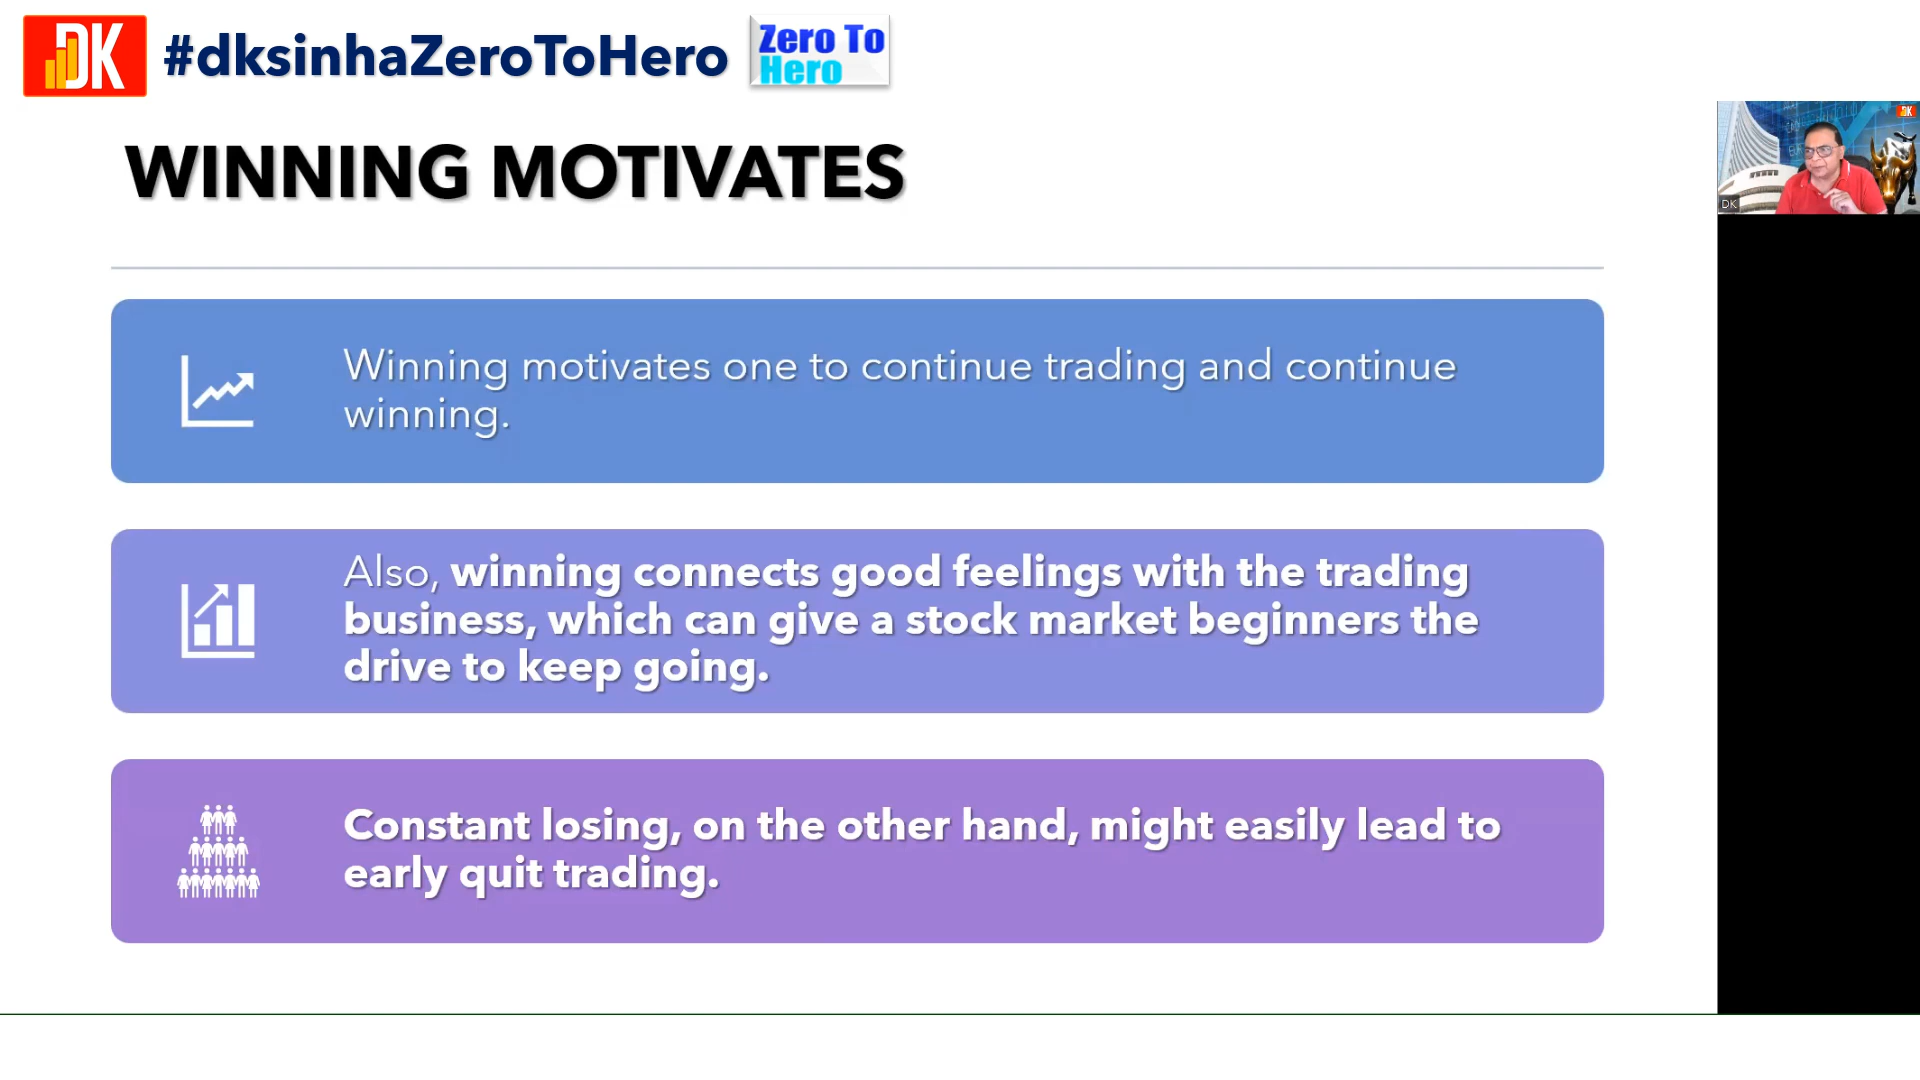 DK
#dksinhaZeroToHero
Zero To
Hero
WINNING MOTIVATES
DK
DK
Winning motivates one to continue trading and continue
winning.
Also, winning connects good feelings with the trading
business, which can give a stock market beginners the
drive to keep going.
Constant losing, on the other hand, might easily lead to
early quit trading.